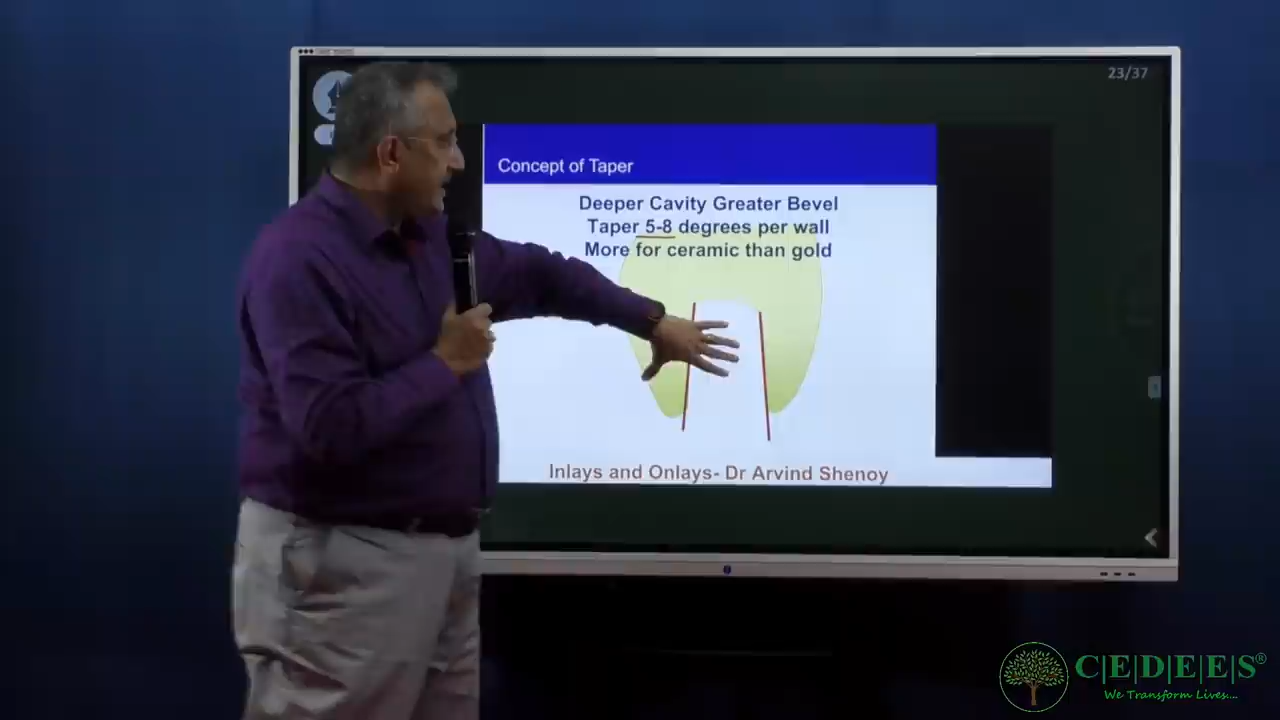 23/37
Concept of Taper
Deeper Cavity Greater Bevel
Taper 5-8 degrees per wall
More for ceramic than gold
Inlays and Onlays- Dr Arvind Shenoy
C|E|D|E|E|S®
We Transform Lives...